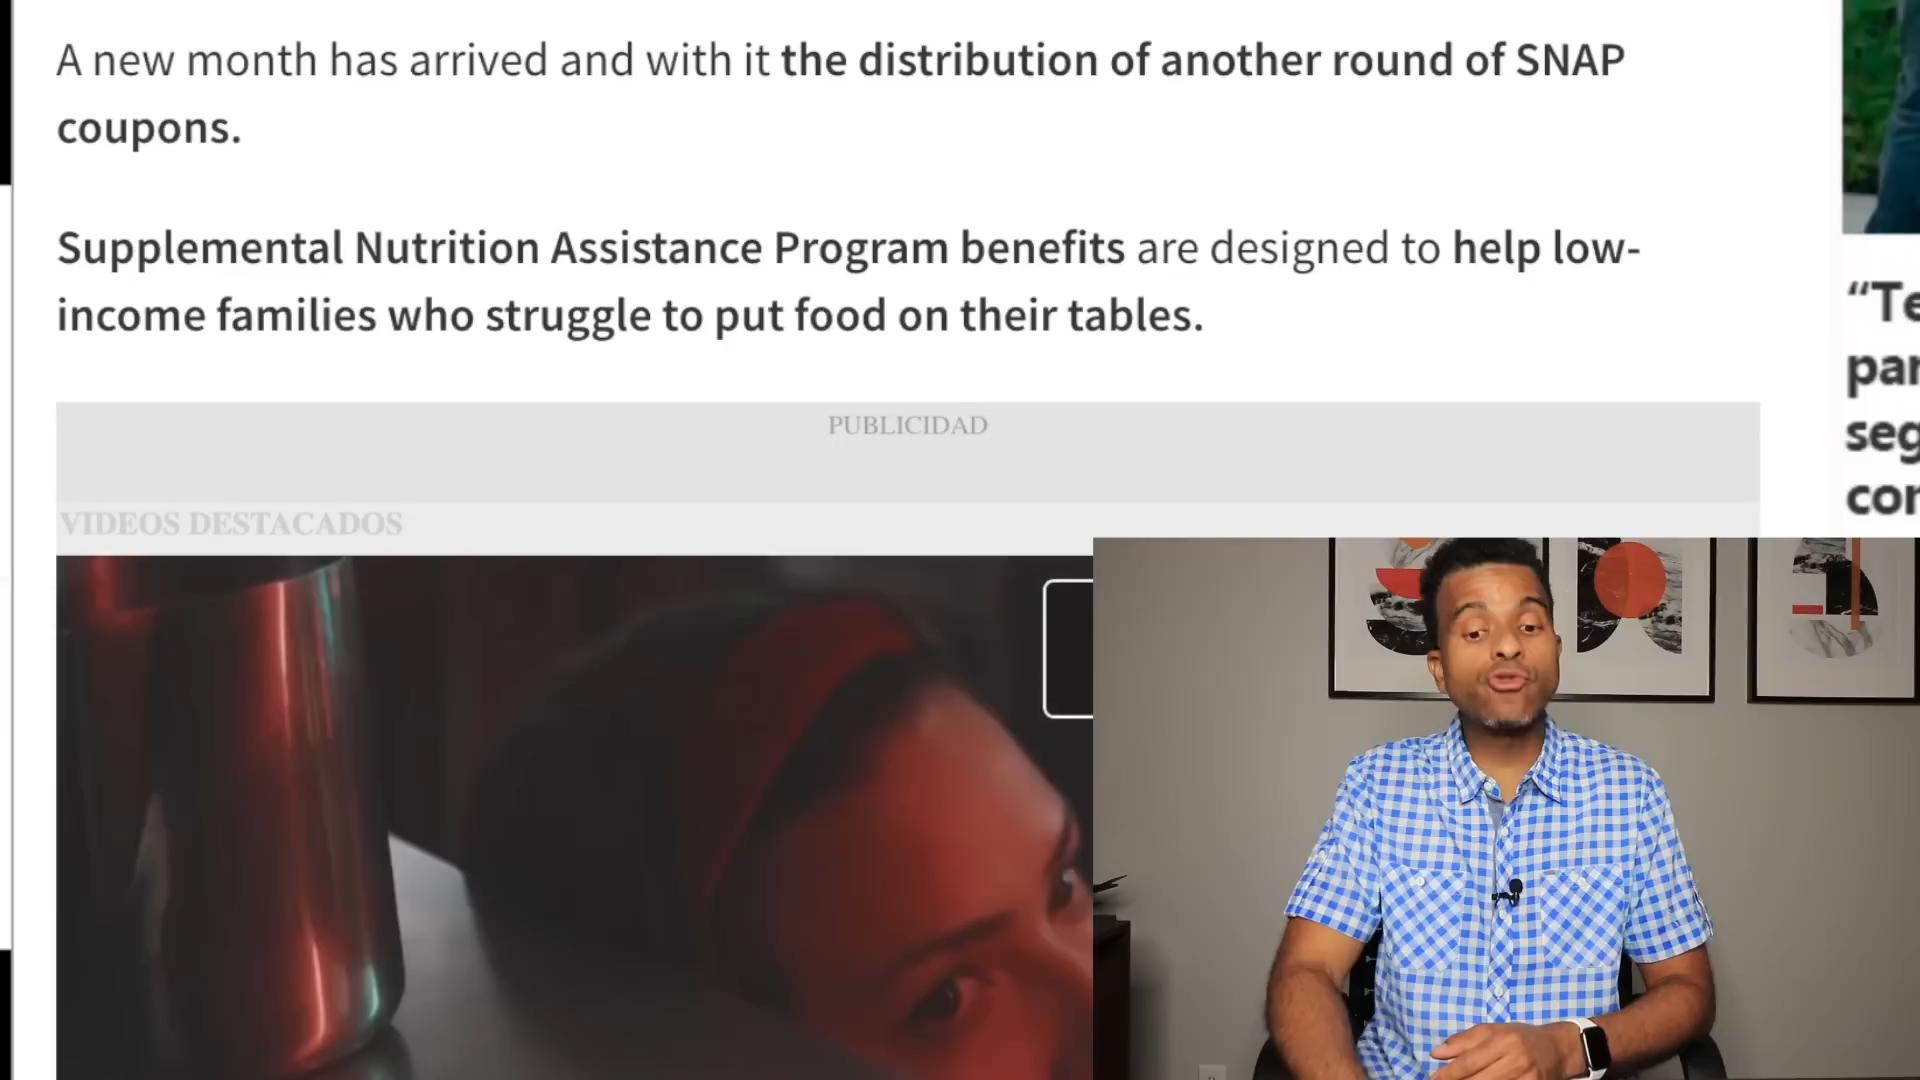 A new month has arrived and with it the distribution of another round of SNAP
coupons.
Supplemental Nutrition Assistance Program benefits are designed to help low-
income families who struggle to put food on their tables.
PUBLICIDAD
VIDEOS DESTACADOS